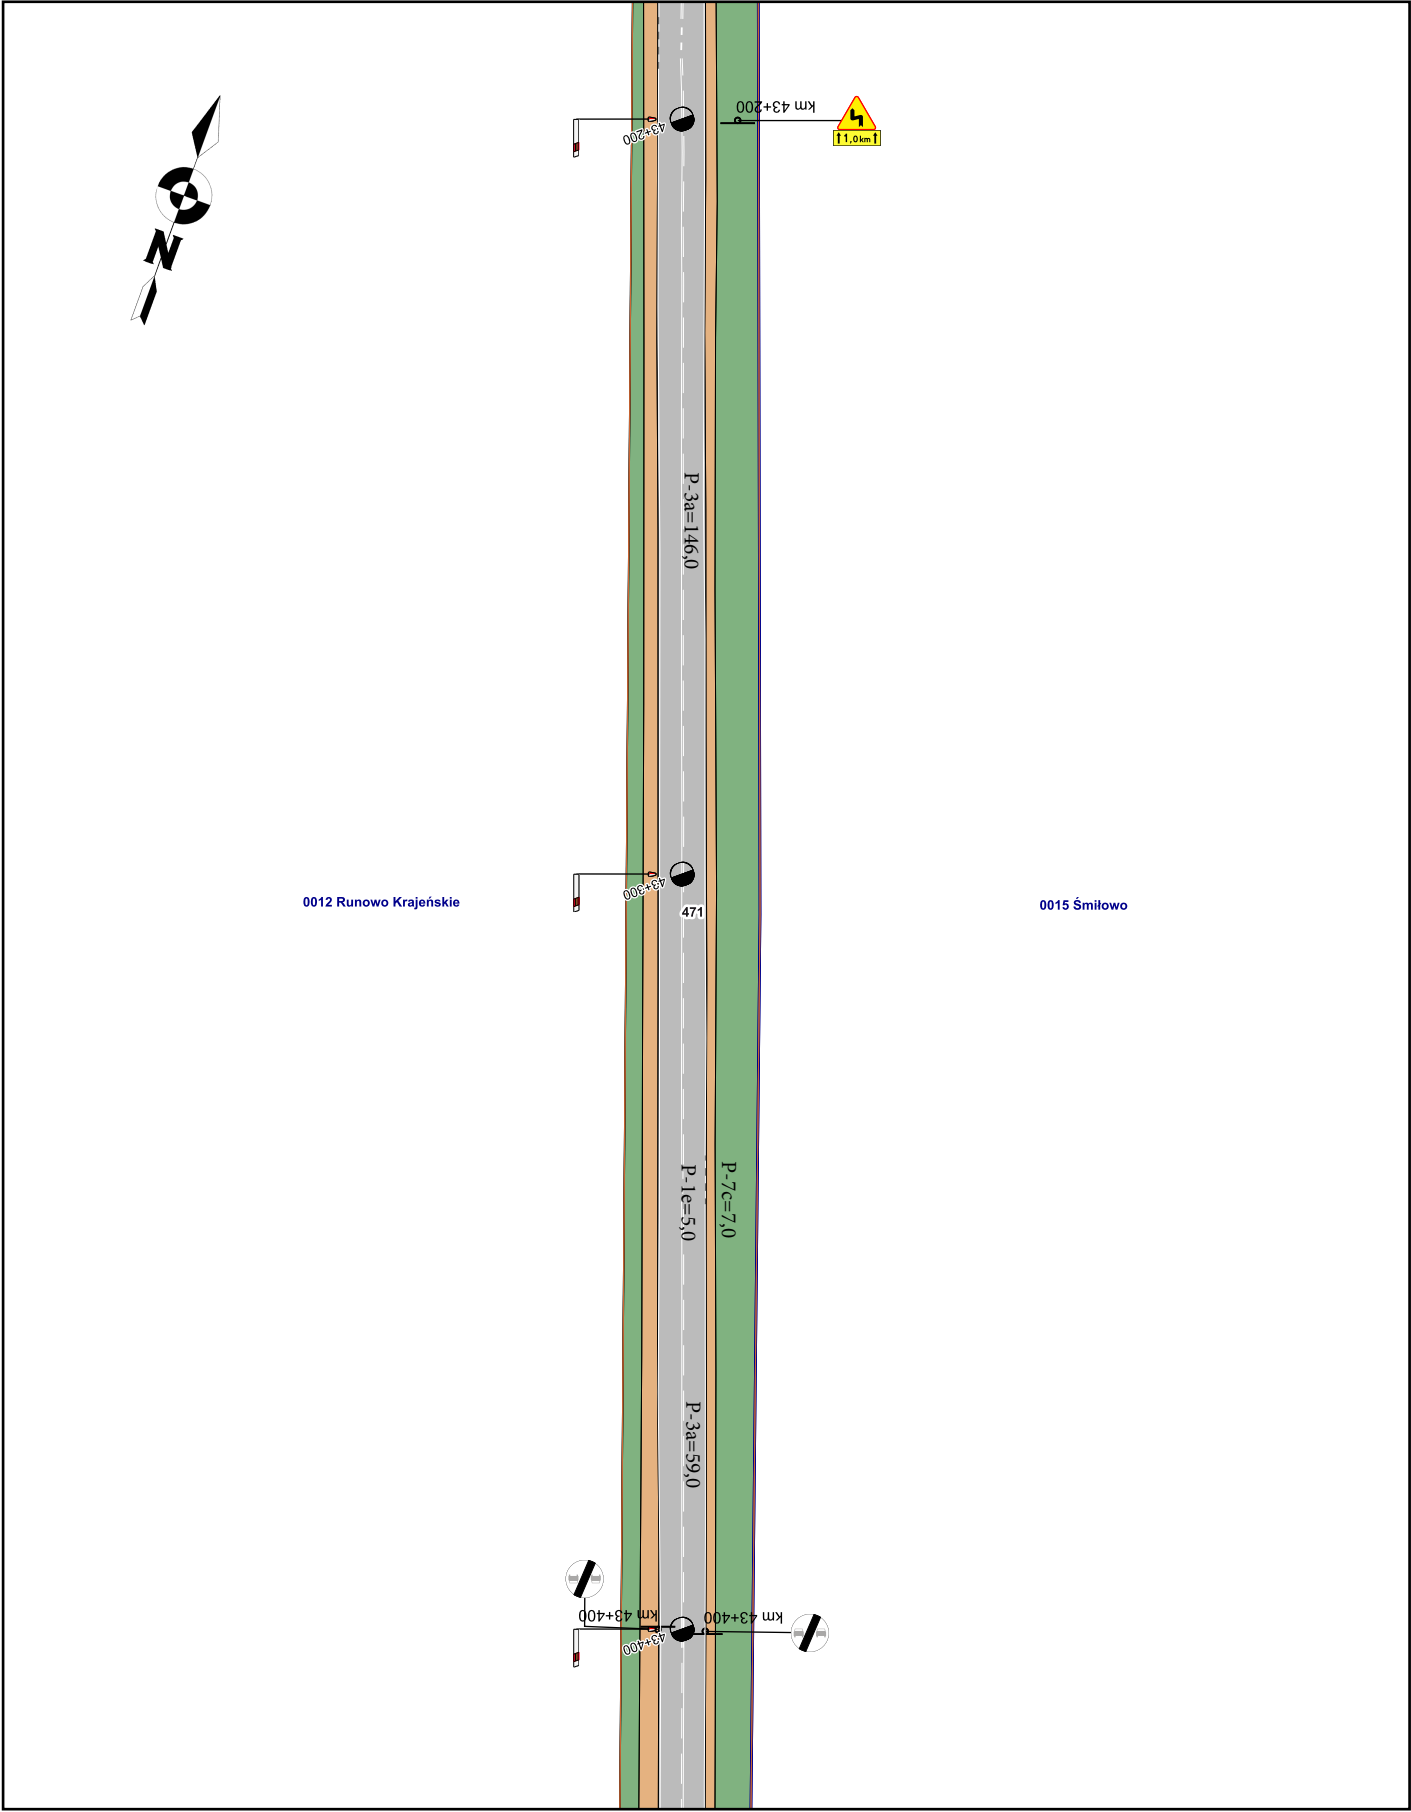 km 43+200
43+200
1,0km
N
P-3a=146,0
43+300
0012 Runowo Krajeńskie
471
0015 Śmiłowo
P-1e=5,0
P-7c=7,0
P-3a=59,0
km 43+400
km 43+400
43+400